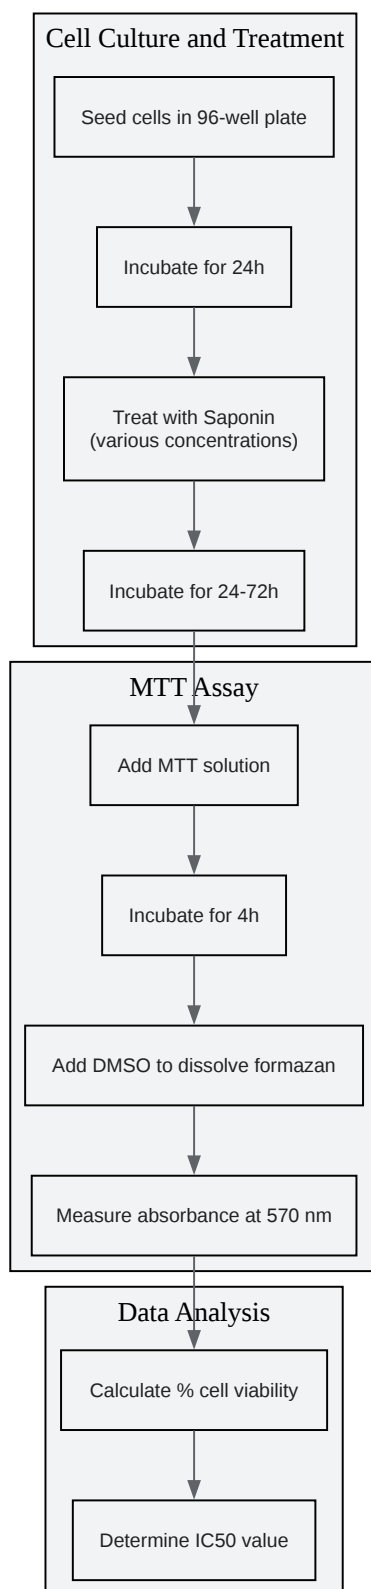 Cell Culture and Treatment
Seed cells in 96-well plate
Incubate for 24h
Treat with Saponin
(various concentrations)
Incubate for 24-72h
MTT Assay
Add MTT solution
Incubate for 4h
Add DMSO to dissolve formazan
Measure absorbance at 570 nm
Data Analysis
Calculate % cell viability
Determine IC50 value